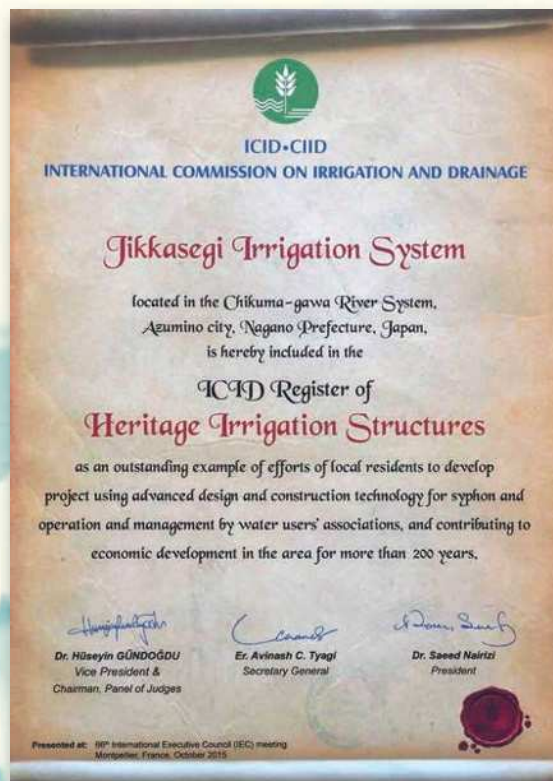 ICID•CIID
INTERNATIONAL COMMISSION ON IRRIGATION AND DRAINAGE
Jikkasegi Irrigation System
located in the Chikuma-gawa River System,
Azumino city, Nagano Prefecture, Japan,
is hereby included in the
ICID Register of
Heritage Irrigation Structures
as an outstanding example of efforts of local residents to develop
project using advanced design and construction technology for syphon and
operation and management by water users' associations, and contributing to
economic development in the area for more than 200 years.
Dr. Hüseyin GÜNDOĞDU
Vice President &
Chairman, Panel of Judges
Er. Avinash C. Tyagi
Secretary General
Dr. Saeed Nairizi
President
Presented at: 66th International Executive Council (IEC) meeting
Montpellier, France, October 2015